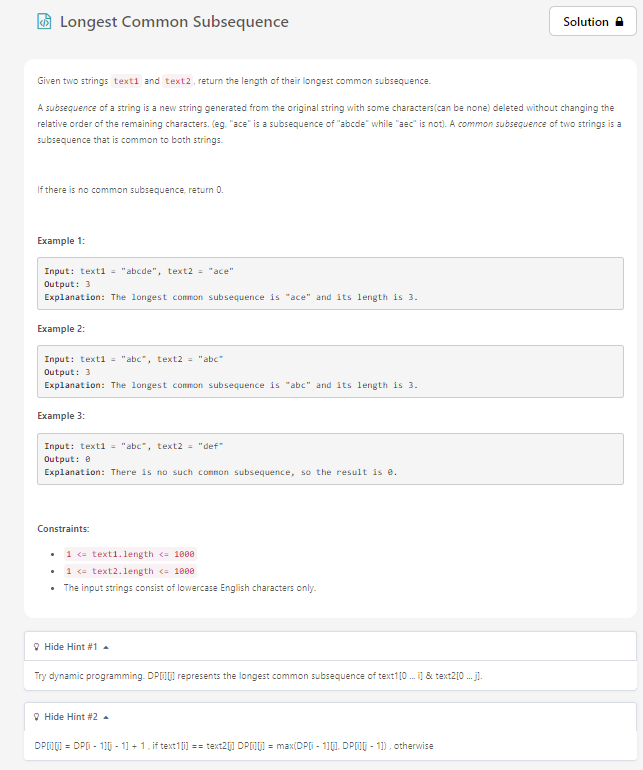 Longest Common Subsequence
Solution
Given two strings text1 and text2, return the length of their longest common subsequence.
A subsequence of a string is a new string generated from the original string with some characters(can be none) deleted without changing the
relative order of the remaining characters. (eg, "ace" is a subsequence of "abcde" while "aec" is not). A common subsequence of two strings is a
subsequence that is common to both strings.
If there is no common subsequence, return 0.
Example 1:
Input: text1 = "abcde", text2 = "ace"
Output: 3
Explanation: The longest common subsequence is "ace" and its length is 3.
Example 2:
Input: text1 = "abc", text2 = "abc"
Output: 3
Explanation: The longest common subsequence is "abc" and its length is 3.
Example 3:
Input: text1 = "abc", text2 = "def"
Output: 0
Explanation: There is no such common subsequence, so the result is 0.
Constraints:
• 1 <= text1.length <= 1000
• 1 <= text2.length <= 1000
• The input strings consist of lowercase English characters only.
Hide Hint #1
Try dynamic programming. DP[i][j] represents the longest common subsequence of text1[0 ... i] & text2[0 ... j].
Hide Hint #2
DP[i][j] = DP[i - 1][j - 1] + 1 , if text1[i] == text2[j] DP[i][j] = max(DP[i - 1][j], DP[i][j - 1]) , otherwise